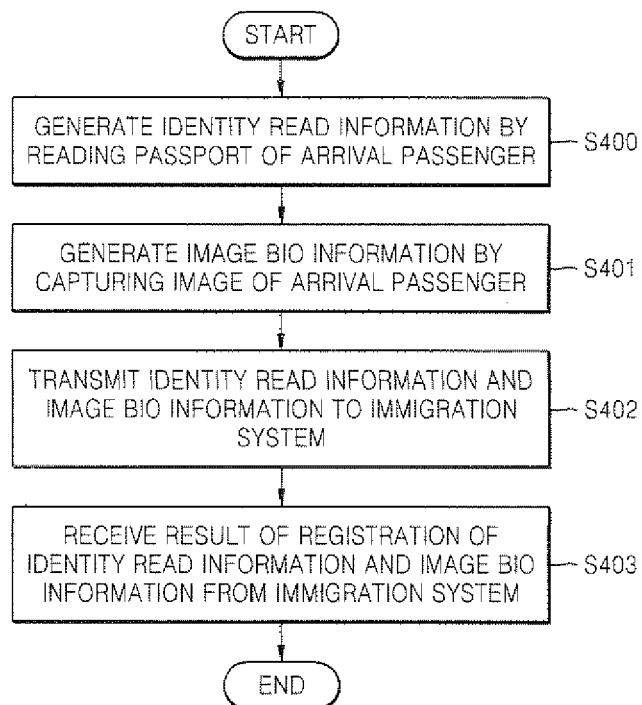 START
GENERATE IDENTITY READ INFORMATION BY
READING PASSPORT OF ARRIVAL PASSENGER
S400
GENERATE IMAGE BIO INFORMATION BY
CAPTURING IMAGE OF ARRIVAL PASSENGER
S401
TRANSMIT IDENTITY READ INFORMATION AND
IMAGE BIO INFORMATION TO IMMIGRATION
SYSTEM
S402
RECEIVE RESULT OF REGISTRATION OF
IDENTITY READ INFORMATION AND IMAGE BIO
INFORMATION FROM IMMIGRATION SYSTEM
S403
END